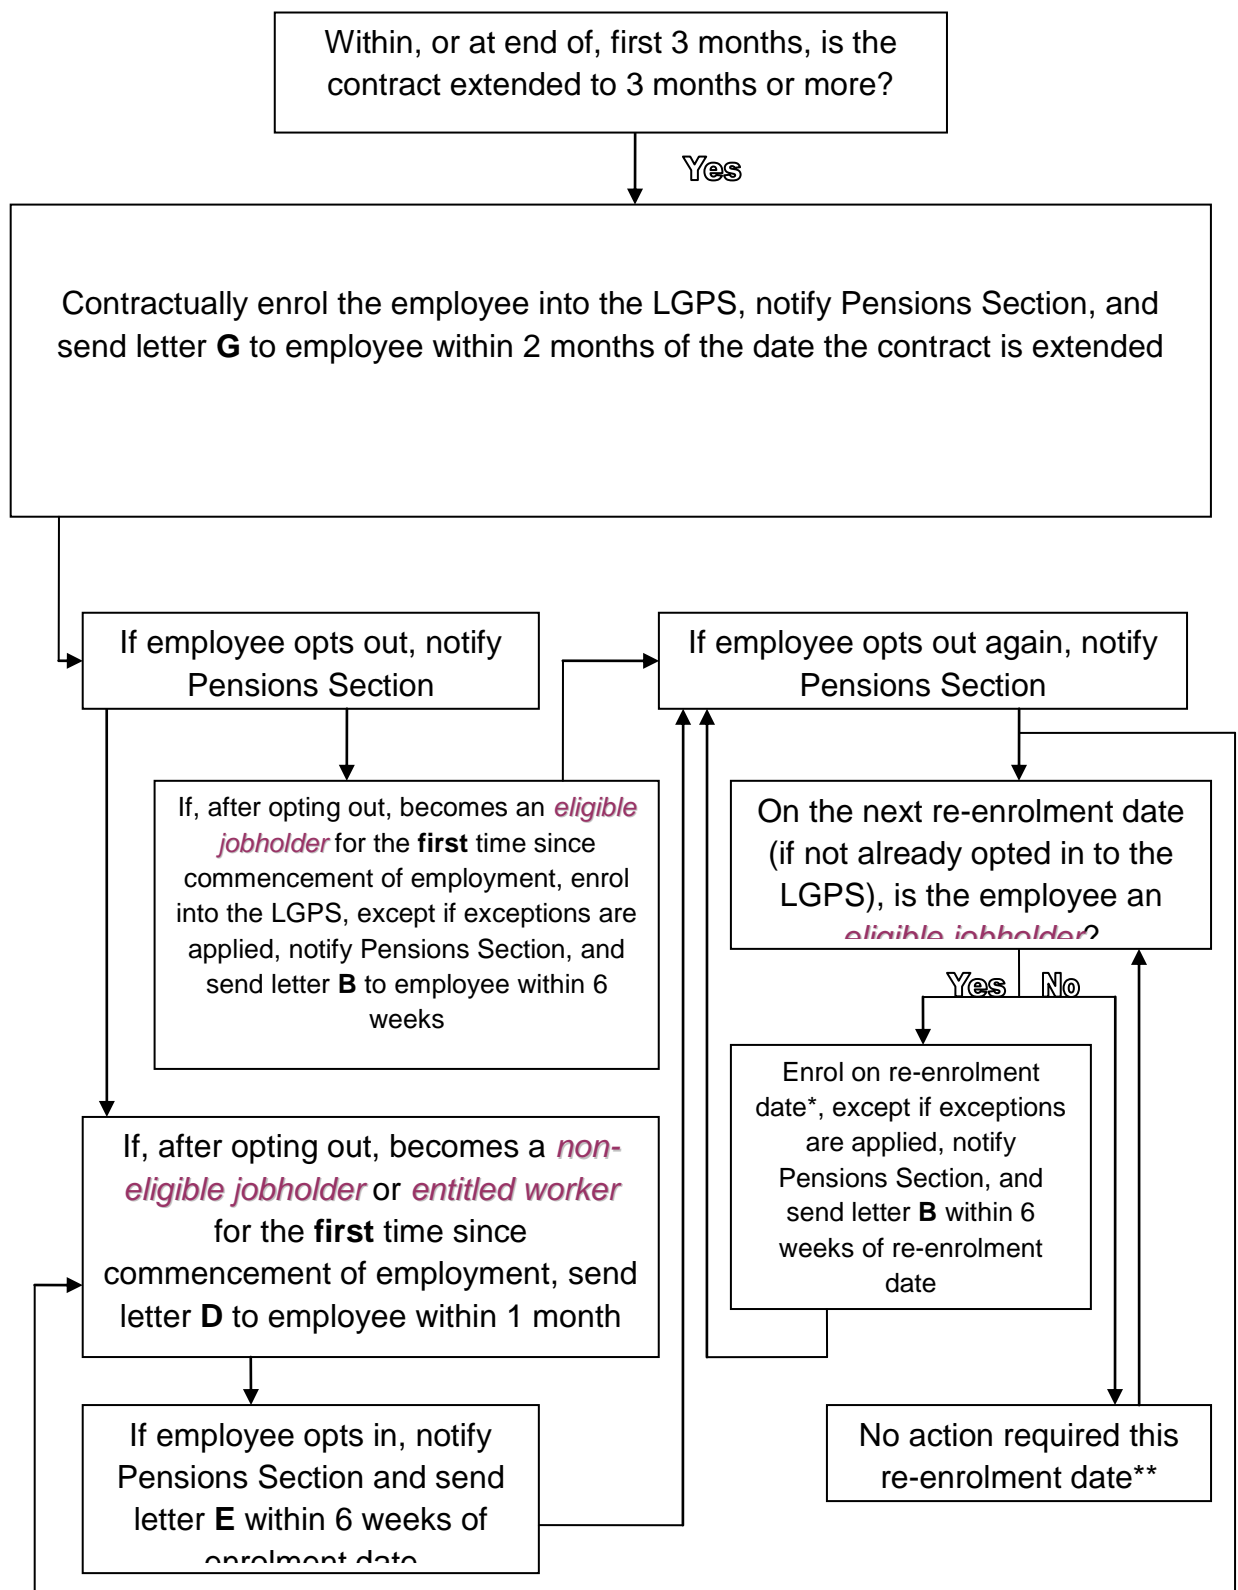 Within, or at end of, first 3 months, is the
contract extended to 3 months or more?
Yes
Contractually enrol the employee into the LGPS, notify Pensions Section, and
send letter G to employee within 2 months of the date the contract is extended
If employee opts out, notify
Pensions Section
If employee opts out again, notify
Pensions Section
If, after opting out, becomes an eligible
jobholder for the first time since
commencement of employment, enrol
into the LGPS, except if exceptions are
applied, notify Pensions Section, and
send letter B to employee within 6
weeks
On the next re-enrolment date
(if not already opted in to the
LGPS), is the employee an
eligible jobholder?
Yes No
Enrol on re-enrolment
date*, except if exceptions
are applied, notify
Pensions Section, and
send letter B within 6
weeks of re-enrolment
date
If, after opting out, becomes a non-
eligible jobholder or entitled worker
for the first time since
commencement of employment, send
letter D to employee within 1 month
If employee opts in, notify
Pensions Section and send
letter E within 6 weeks of
enrolment date
No action required this
re-enrolment date**